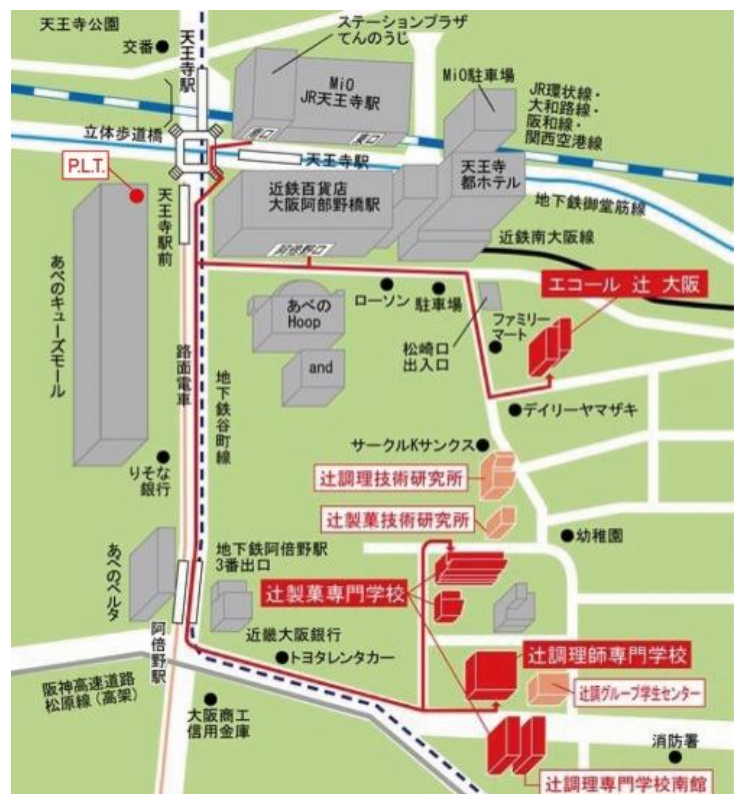 天王寺公園
交番
天王寺駅
ステーションプラザ
てんのうじ
MiO
JR天王寺駅
MiO駐車場
JR環状線・
大和路線・
阪和線・
関西空港線
立体歩道橋
南口
東口
天王寺駅
P.L.T.
天王寺駅前
近鉄百貨店
大阪阿部野橋駅
天王寺
都ホテル
地下鉄御堂筋線
阿倍野口
近鉄南大阪線
あべのキューズモール
あべの
Hoop
and
ローソン
駐車場
エコール 辻 大阪
松崎口
出入口
ファミリー
マート
路面電車
地下鉄谷町線
デイリーヤマザキ
サークルKサンクス
りそな
銀行
辻調理技術研究所
辻製菓技術研究所
幼稚園
あべのベルタ
地下鉄阿倍野駅
3番出口
辻製菓専門学校
阿倍野駅
近畿大阪銀行
トヨタレンタカー
辻調理師専門学校
辻調グループ学生センター
阪神高速道路
松原線(高架)
大阪商工
信用金庫
消防署
辻調理専門学校南館